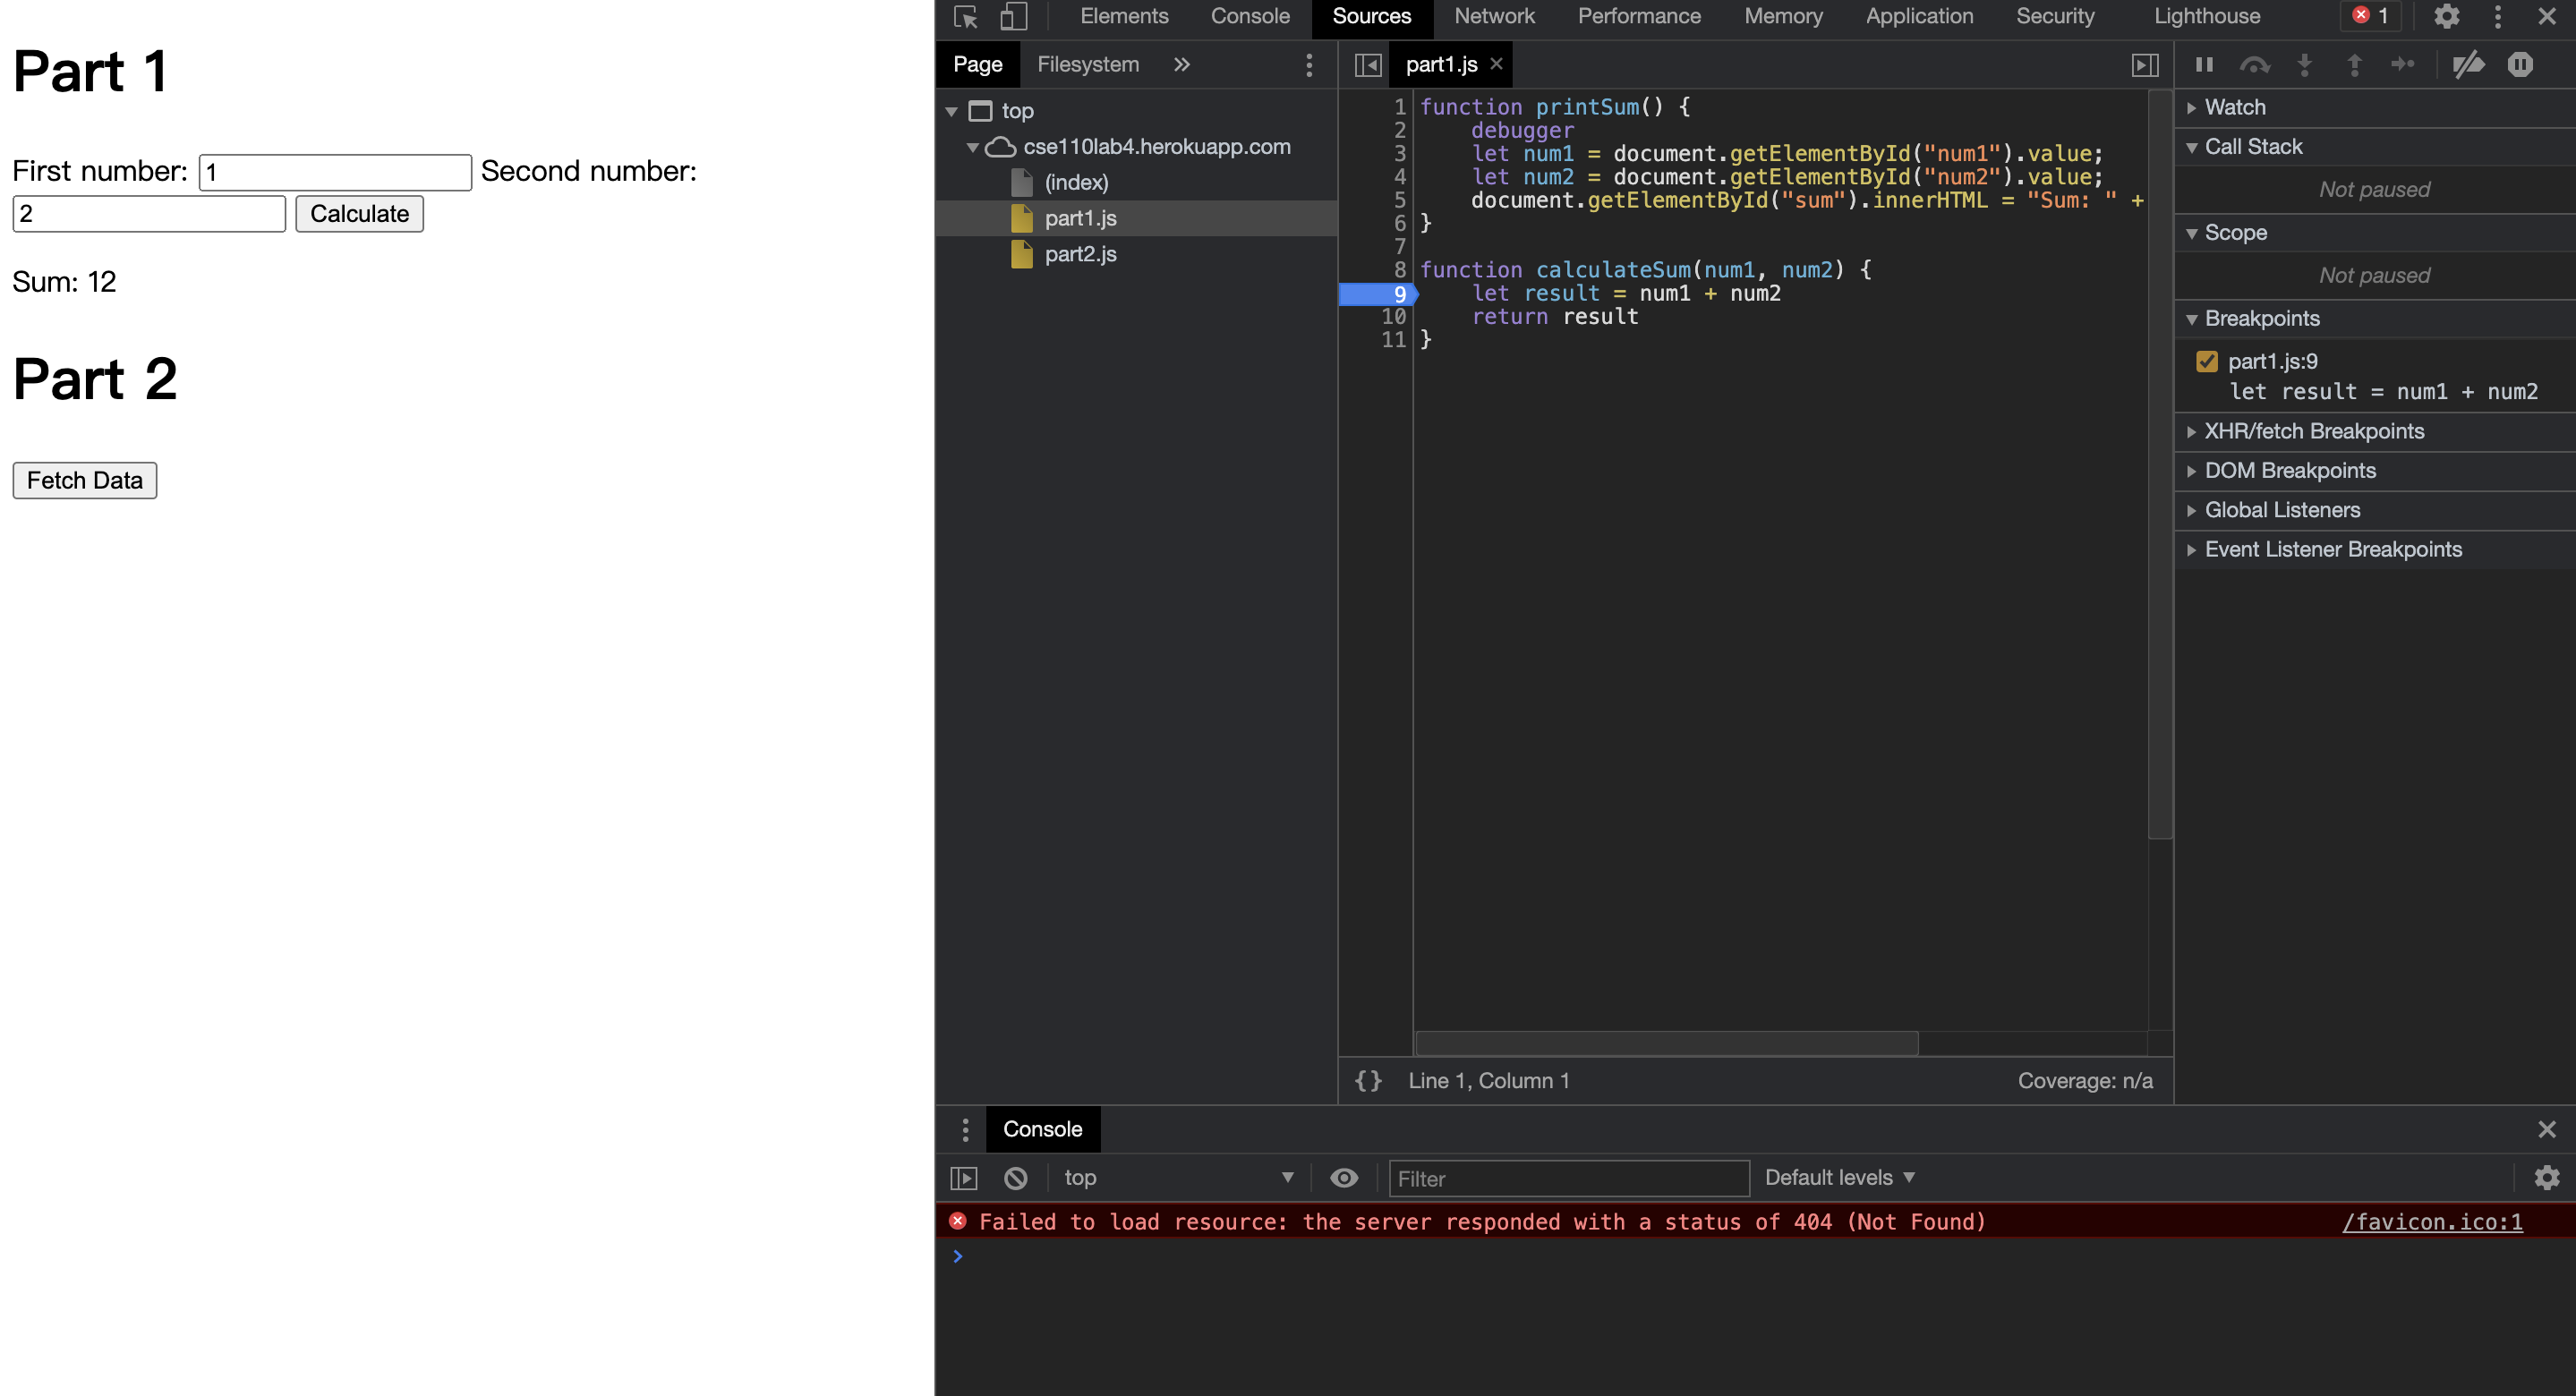 Part 1
First number: 1 Second number:
2 Calculate
Sum: 12
Part 2
Fetch Data
Elements Console Sources Network Performance Memory Application Security Lighthouse 1
Page Filesystem »
top
cse110lab4.herokuapp.com
(index)
part1.js
part2.js
part1.js
1 function printSum() {
2 debugger
3 let num1 = document.getElementById("num1").value;
4 let num2 = document.getElementById("num2").value;
5 document.getElementById("sum").innerHTML = "Sum: " +
6 }
7
8 function calculateSum(num1, num2) {
9 let result = num1 + num2
10 return result
11 }
{} Line 1, Column 1 Coverage: n/a
Watch
Call Stack
Not paused
Scope
Not paused
Breakpoints
part1.js:9
let result = num1 + num2
XHR/fetch Breakpoints
DOM Breakpoints
Global Listeners
Event Listener Breakpoints
Console
top Filter Default levels
Failed to load resource: the server responded with a status of 404 (Not Found) /favicon.ico:1